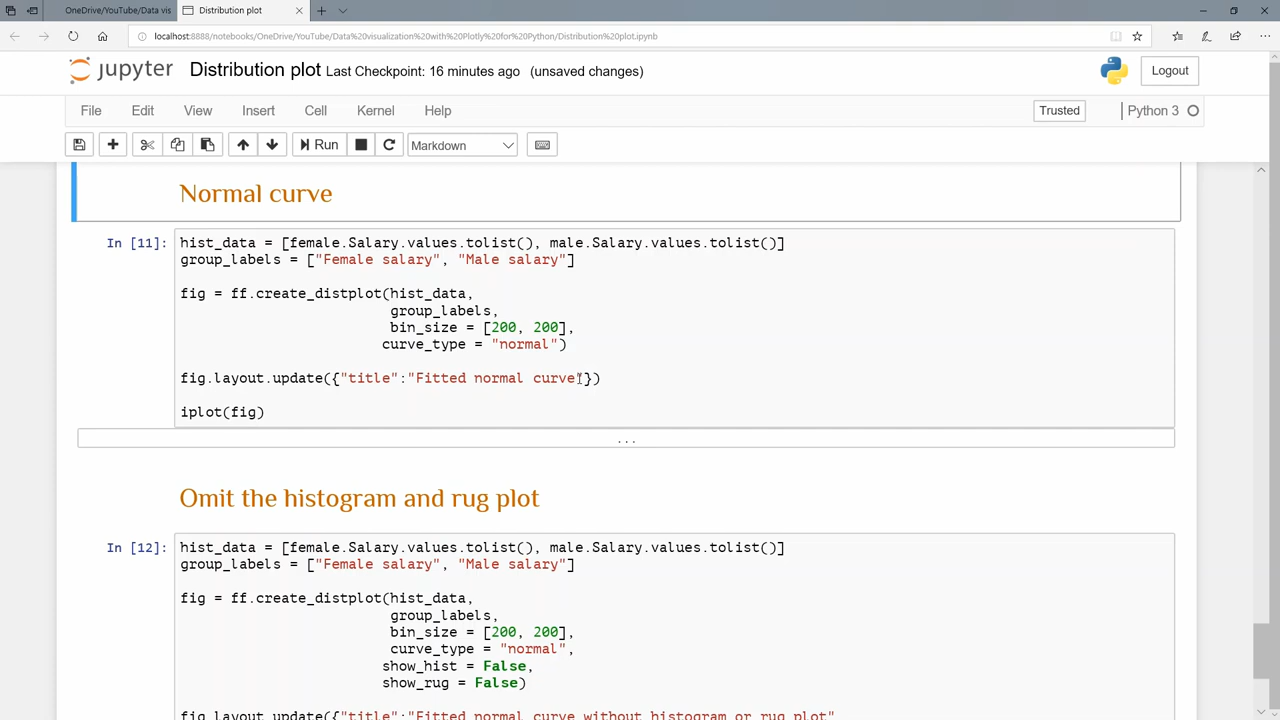 OneDrive/YouTube/Data vis
Distribution plot
localhost:8888/notebooks/OneDrive/YouTube/Data%20visualization%20with%20Plotly%20for%20Python/Distribution%20plot.ipynb
jupyter Distribution plot Last Checkpoint: 16 minutes ago (unsaved changes) Logout
File Edit View Insert Cell Kernel Help Trusted Python 3
Run Markdown
Normal curve
In [11]: hist_data = [female.Salary.values.tolist(), male.Salary.values.tolist()]
group_labels = ["Female salary", "Male salary"]
fig = ff.create_distplot(hist_data,
group_labels,
bin_size = [200, 200],
curve_type = "normal")
fig.layout.update({"title":"Fitted normal curve"})
iplot(fig)
...
Omit the histogram and rug plot
In [12]: hist_data = [female.Salary.values.tolist(), male.Salary.values.tolist()]
group_labels = ["Female salary", "Male salary"]
fig = ff.create_distplot(hist_data,
group_labels,
bin_size = [200, 200],
curve_type = "normal",
show_hist = False,
show_rug = False)
fig.layout.update({"title":"Fitted normal curve without histogram or rug plot"